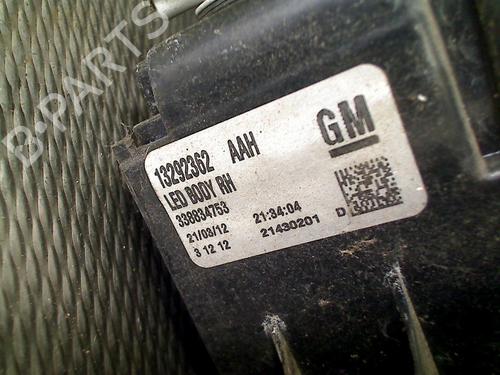 B-PARTS
GM
13292362 AAH
LED BODY RH
338834753
21/03/12 21:34:04
3 12 12 21430201 D